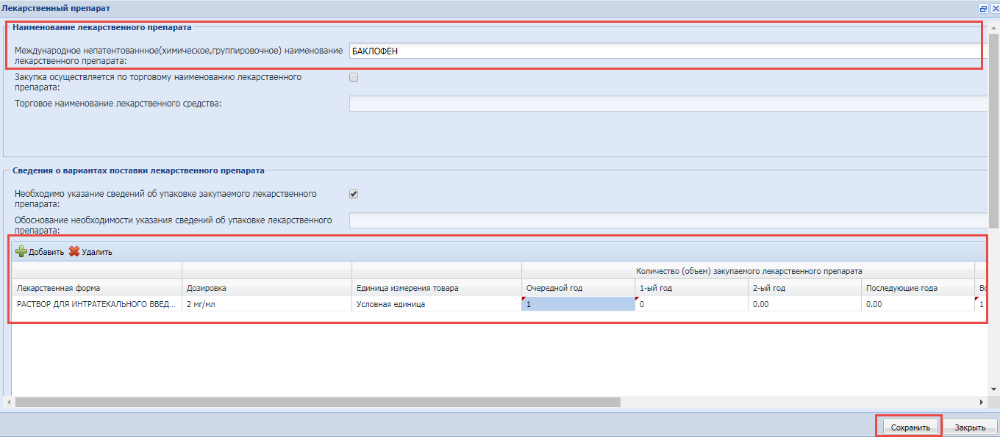 Лекарственный препарат
Наименование лекарственного препарата
Международное непатентованнное(химическое,группировочное) наименование
лекарственного препарата:
БАКЛОФЕН
Закупка осуществляется по торговому наименованию лекарственного
препарата:
Торговое наименование лекарственного средства:
Сведения о вариантах поставки лекарственного препарата
Необходимо указание сведений об упаковке закупаемого лекарственного
препарата:
Обоснование необходимости указания сведений об упаковке лекарственного
препарата:
Добавить Удалить
Количество (объем) закупаемого лекарственного препарата
Лекарственная форма Дозировка Единица измерения товара Очередной год 1-ый год 2-ый год Последующие года
РАСТВОР ДЛЯ ИНТРАТЕКАЛЬНОГО ВВЕД... 2 мг/мл Условная единица 1 0 0.00 0.00 1
Сохранить Закрыть